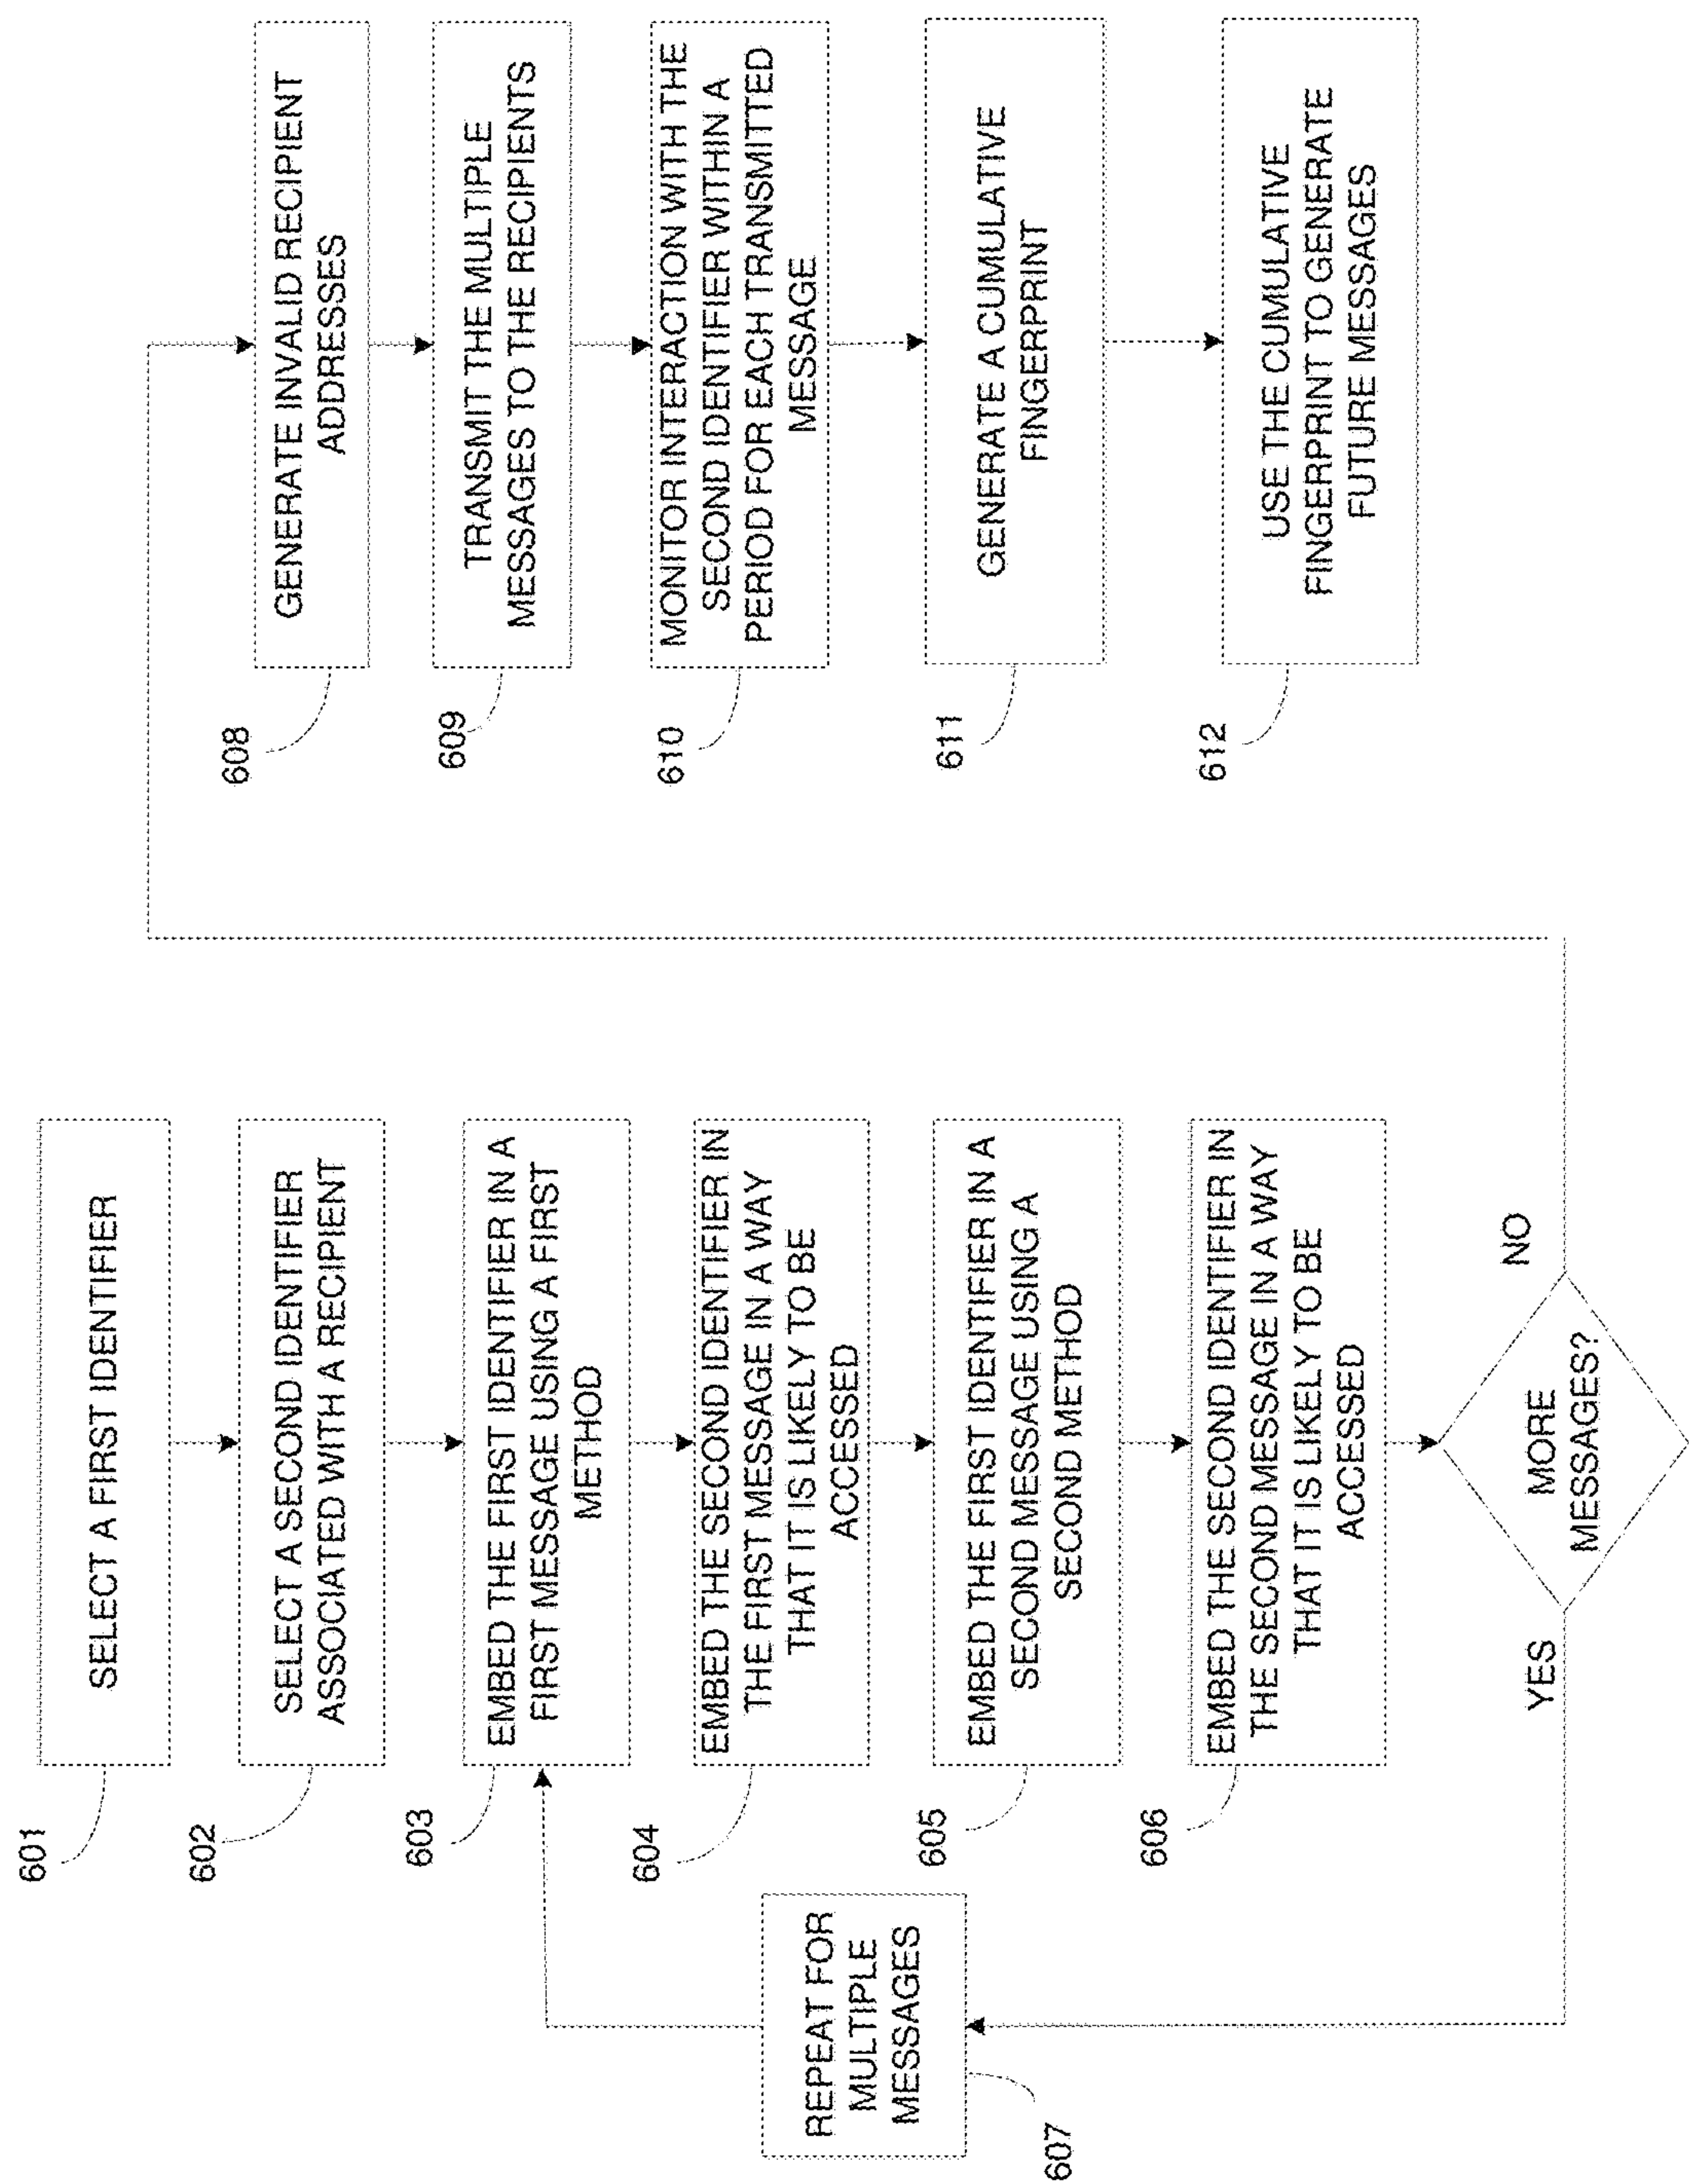 601
SELECT A FIRST IDENTIFIER
602
SELECT A SECOND IDENTIFIER
ASSOCIATED WITH A RECIPIENT
603
EMBED THE FIRST IDENTIFIER IN A
FIRST MESSAGE USING A FIRST
METHOD
604
EMBED THE SECOND IDENTIFIER IN
THE FIRST MESSAGE IN A WAY
THAT IT IS LIKELY TO BE
ACCESSED
605
EMBED THE FIRST IDENTIFIER IN A
SECOND MESSAGE USING A
SECOND METHOD
606
EMBED THE SECOND IDENTIFIER IN
THE SECOND MESSAGE IN A WAY
THAT IT IS LIKELY TO BE
ACCESSED
MORE
MESSAGES?
YES
NO
607
REPEAT FOR
MULTIPLE
MESSAGES
608
GENERATE INVALID RECIPIENT
ADDRESSES
609
TRANSMIT THE MULTIPLE
MESSAGES TO THE RECIPIENTS
610
MONITOR INTERACTION WITH THE
SECOND IDENTIFIER WITHIN A
PERIOD FOR EACH TRANSMITTED
MESSAGE
611
GENERATE A CUMULATIVE
FINGERPRINT
612
USE THE CUMULATIVE
FINGERPRINT TO GENERATE
FUTURE MESSAGES